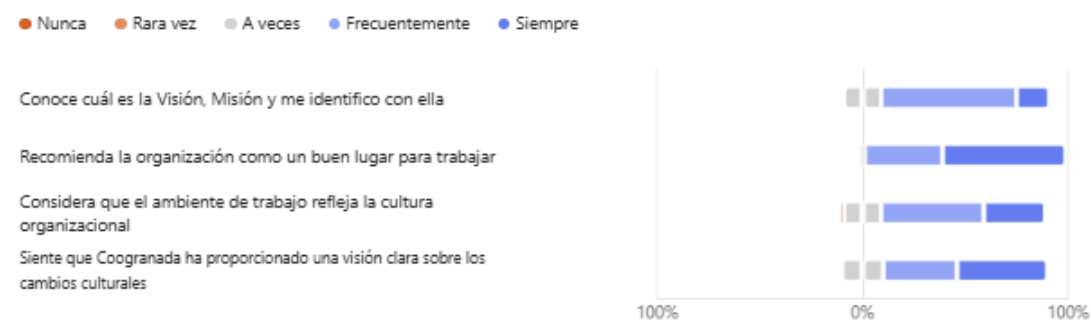 Nunca Rara vez A veces Frecuentemente Siempre
Conoce cuál es la Visión, Misión y me identifico con ella
Recomienda la organización como un buen lugar para trabajar
Considera que el ambiente de trabajo refleja la cultura
organizacional
Siente que Coogranada ha proporcionado una visión clara sobre los
cambios culturales
100% 0% 100%